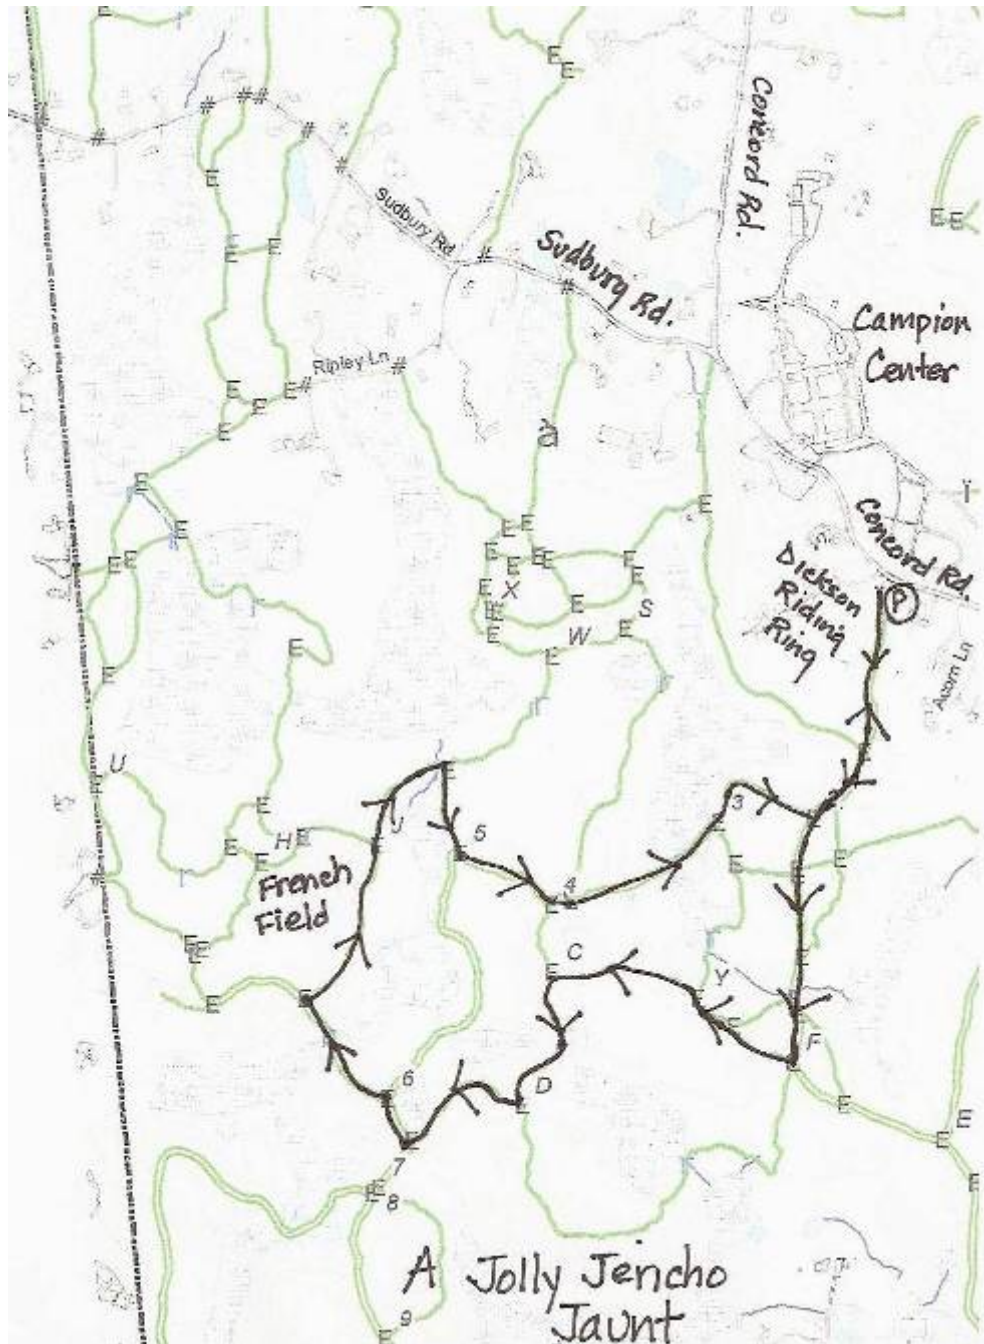 Concord Rd.
Sudbury Rd
Sudbury Rd.
Campion
Center
Ripley Ln
Concord Rd.
Dickson
Riding
Ring
P
Acorn Ln
X
S
W
U
H
J
French
Field
5
3
2
4
C
Y
F
D
6
7
8
9
A Jolly Jericho
Jaunt